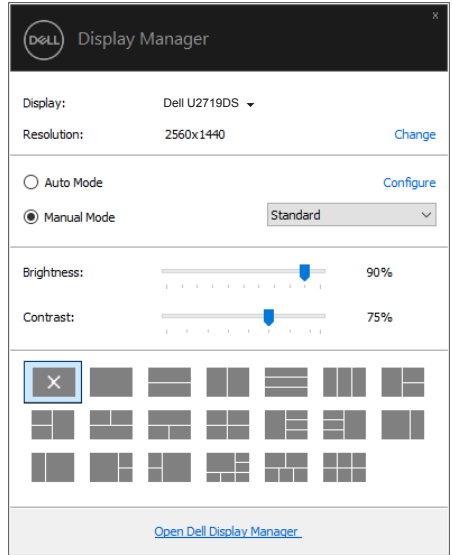 x
DELL Display Manager
Display: Dell U2719DS
Resolution: 2560x1440 Change
Auto Mode Configure
Manual Mode Standard
Brightness: 90%
Contrast: 75%
Open Dell Display Manager